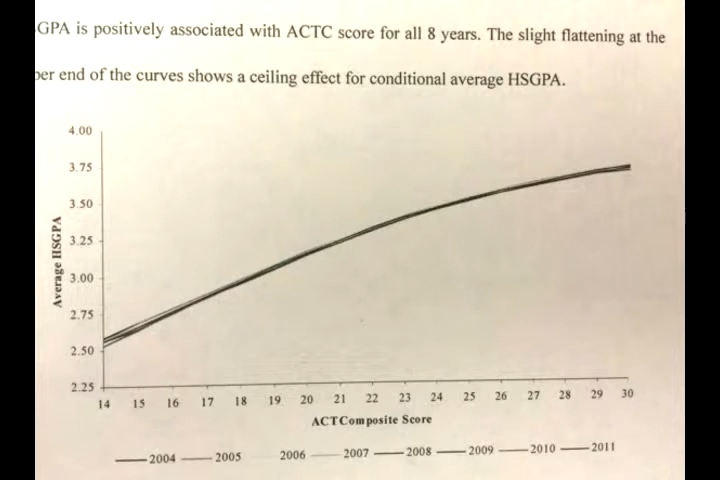 GPA is positively associated with ACTC score for all 8 years. The slight flattening at the
per end of the curves shows a ceiling effect for conditional average HSGPA.
4.00
3.75
3.50
3.25
3.00
2.75
2.50
2.25
Average HSGPA
14 15 16 17 18 19 20 21 22 23 24 25 26 27 28 29 30
ACT Composite Score
2004 2005 2006 2007 2008 2009 2010 2011